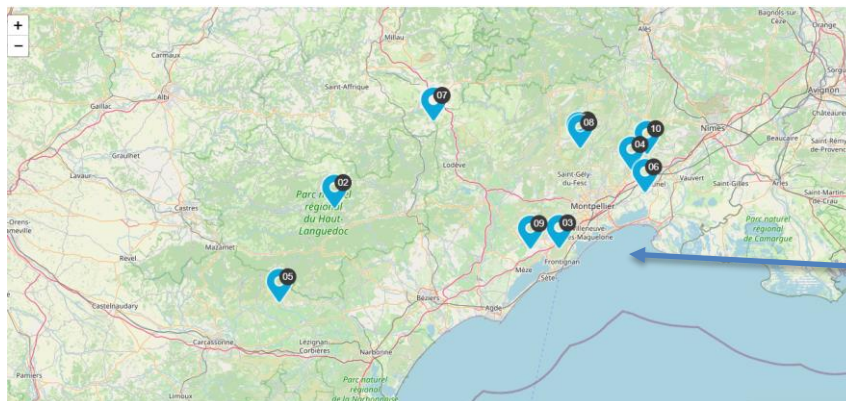 +
−
Carmaux
Millau
Alès
Bagnols-sur
Cèze
Orange
Albi
Gaillac
Saint-Affrique
07
Avignon
Châteaurenar
Graulhet
Lodève
08
10
04
06
Nîmes
Beaucaire
Saint-Rémy
de-Provenc
Lavaur
02
Parc naturel
régional
du Haut-
Languedoc
Saint-Gély
du-Fesc
unel
Vauvert
Saint-Gilles
Arles
Saint-Martin
de-Crau
Castres
Montpellier
Parc naturel
régional
de Camargue
Mazamet
09
03
Villeneuve
lès-Maguelone
Revel
Mèze
Frontignan
Sète
05
Béziers
Agde
Castelnaudary
Carcassonne
Lézignan
Corbières
Narbonne
Pamiers
Limoux
Parc naturel
régional
de la Narbonnaise